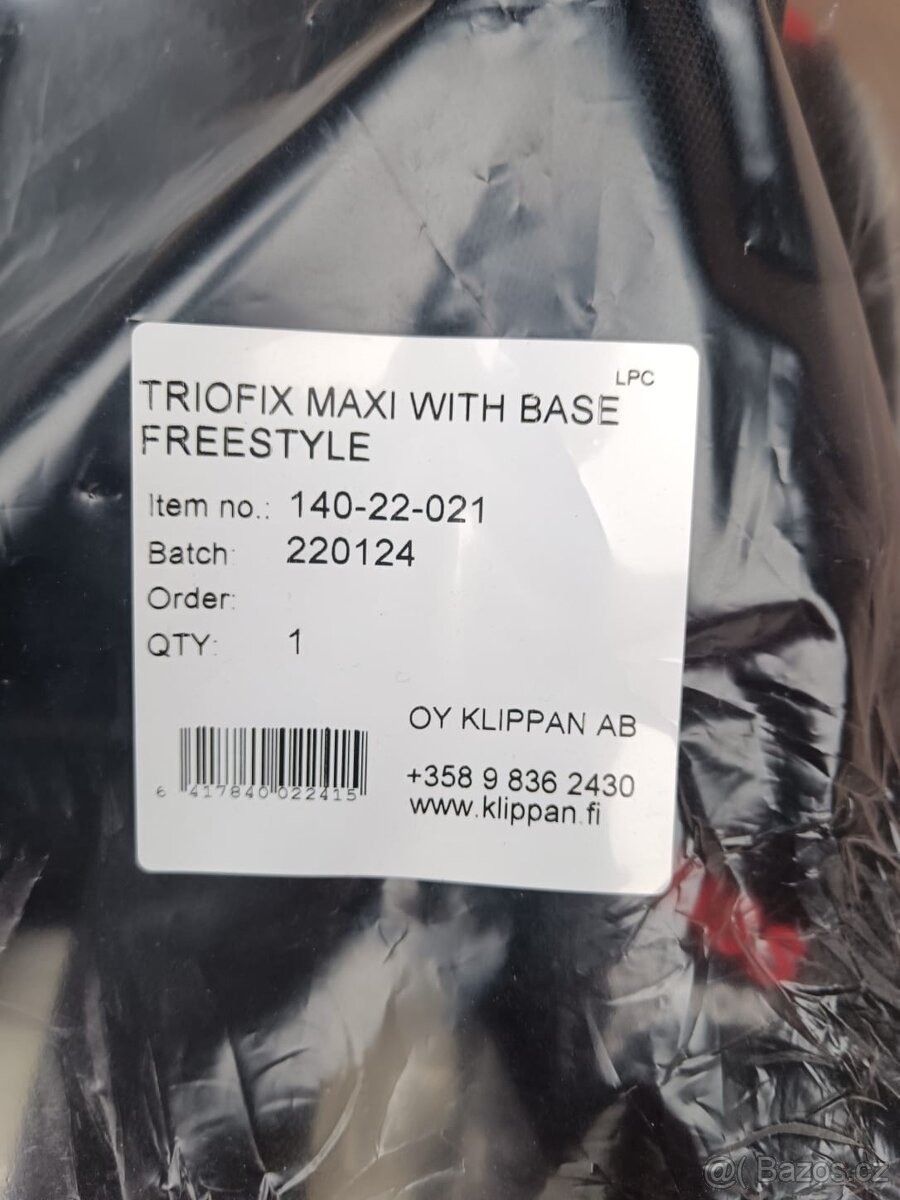 LPC
TRIOFIX MAXI WITH BASE
FREESTYLE
Item no.: 140-22-021
Batch: 220124
Order:
QTY: 1
OY KLIPPAN AB
+358 9 836 2430
www.klippan.fi
6 417840 022415
@( Bazos.cz